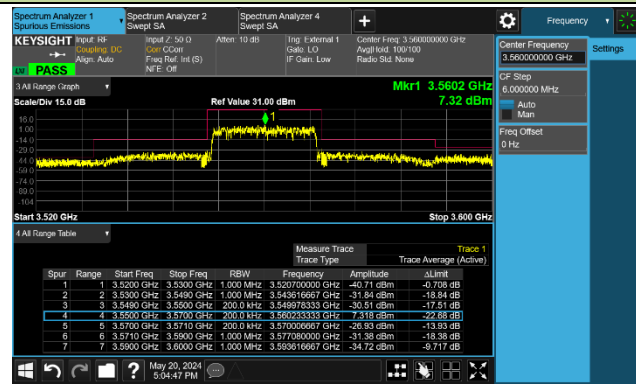 Spectrum Analyzer 1
Spurious Emissions
Spectrum Analyzer 2
Swept SA
Spectrum Analyzer 4
Swept SA
+
Frequency
KEYSIGHT
Input: RF
Coupling: DC
Align: Auto
Input Z: 50 Ω
Corr CCorr
Freq Ref: Int (S)
NFE: Off
Atten: 10 dB
Trig: External 1
Gate: LO
IF Gain: Low
Center Freq: 3.560000000 GHz
Avg|Hold: 100/100
Radio Std: None
LW PASS
3 All Range Graph
Scale/Div 15.0 dB
Ref Value 31.00 dBm
Mkr1 3.5602 GHz
7.32 dBm
1
16.0
1.00
-14.0
-29.0
-44.0
-59.0
-74.0
-89.0
-104
Start 3.520 GHz
Stop 3.600 GHz
4 All Range Table
Measure Trace Trace 1
Trace Type Trace Average (Active)
Spur Range Start Freq Stop Freq RBW Frequency Amplitude ΔLimit
1 1 3.5200 GHz 3.5300 GHz 1.000 MHz 3.520700000 GHz -40.71 dBm -0.708 dB
2 2 3.5300 GHz 3.5490 GHz 1.000 MHz 3.543616667 GHz -31.84 dBm -18.84 dB
3 3 3.5490 GHz 3.5500 GHz 200.0 kHz 3.549978333 GHz -30.51 dBm -17.51 dB
4 4 3.5500 GHz 3.5700 GHz 200.0 kHz 3.560233333 GHz 7.318 dBm -22.68 dB
5 5 3.5700 GHz 3.5710 GHz 200.0 kHz 3.570006667 GHz -26.93 dBm -13.93 dB
6 6 3.5710 GHz 3.5900 GHz 1.000 MHz 3.577080000 GHz -31.38 dBm -18.38 dB
7 7 3.5900 GHz 3.6000 GHz 1.000 MHz 3.593616667 GHz -34.72 dBm -9.717 dB
Center Frequency
3.560000000 GHz
Settings
CF Step
6.000000 MHz
Auto
Man
Freq Offset
0 Hz
?
May 20, 2024
5:04:47 PM